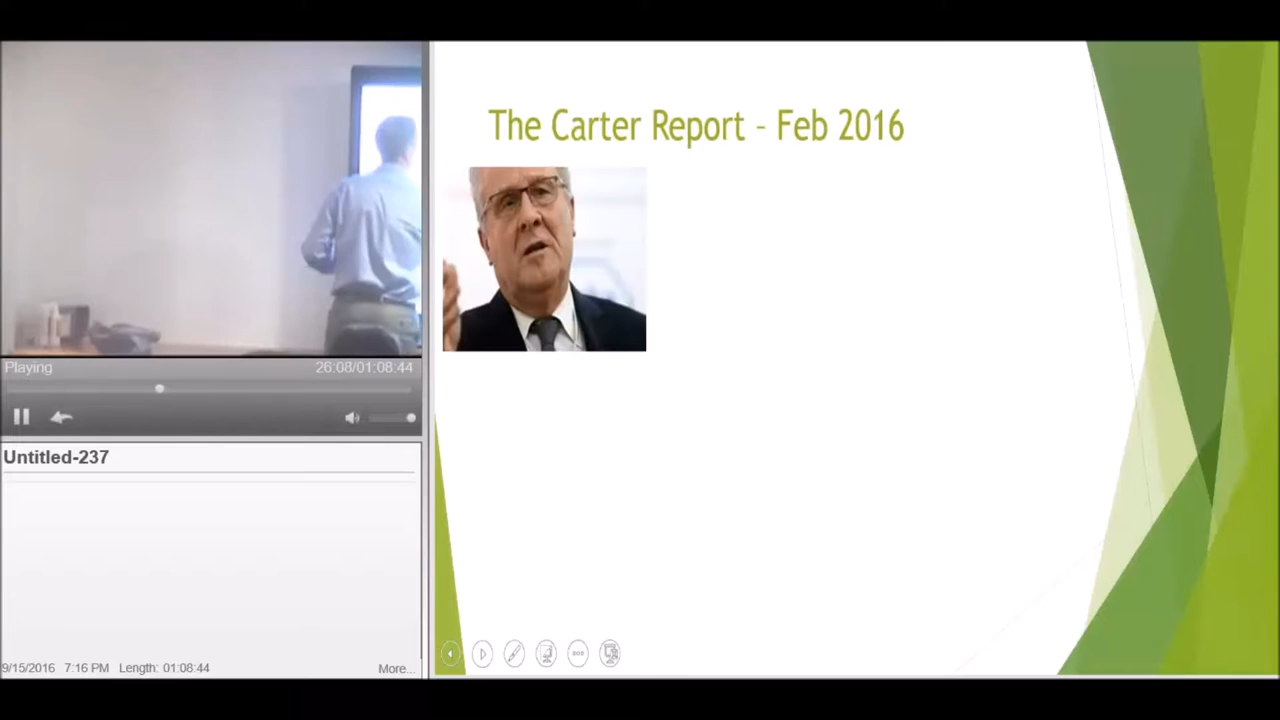 The Carter Report – Feb 2016
Playing
26:08/01:08:44
Untitled-237
9/15/2016 7:16 PM Length: 01:08:44
More...